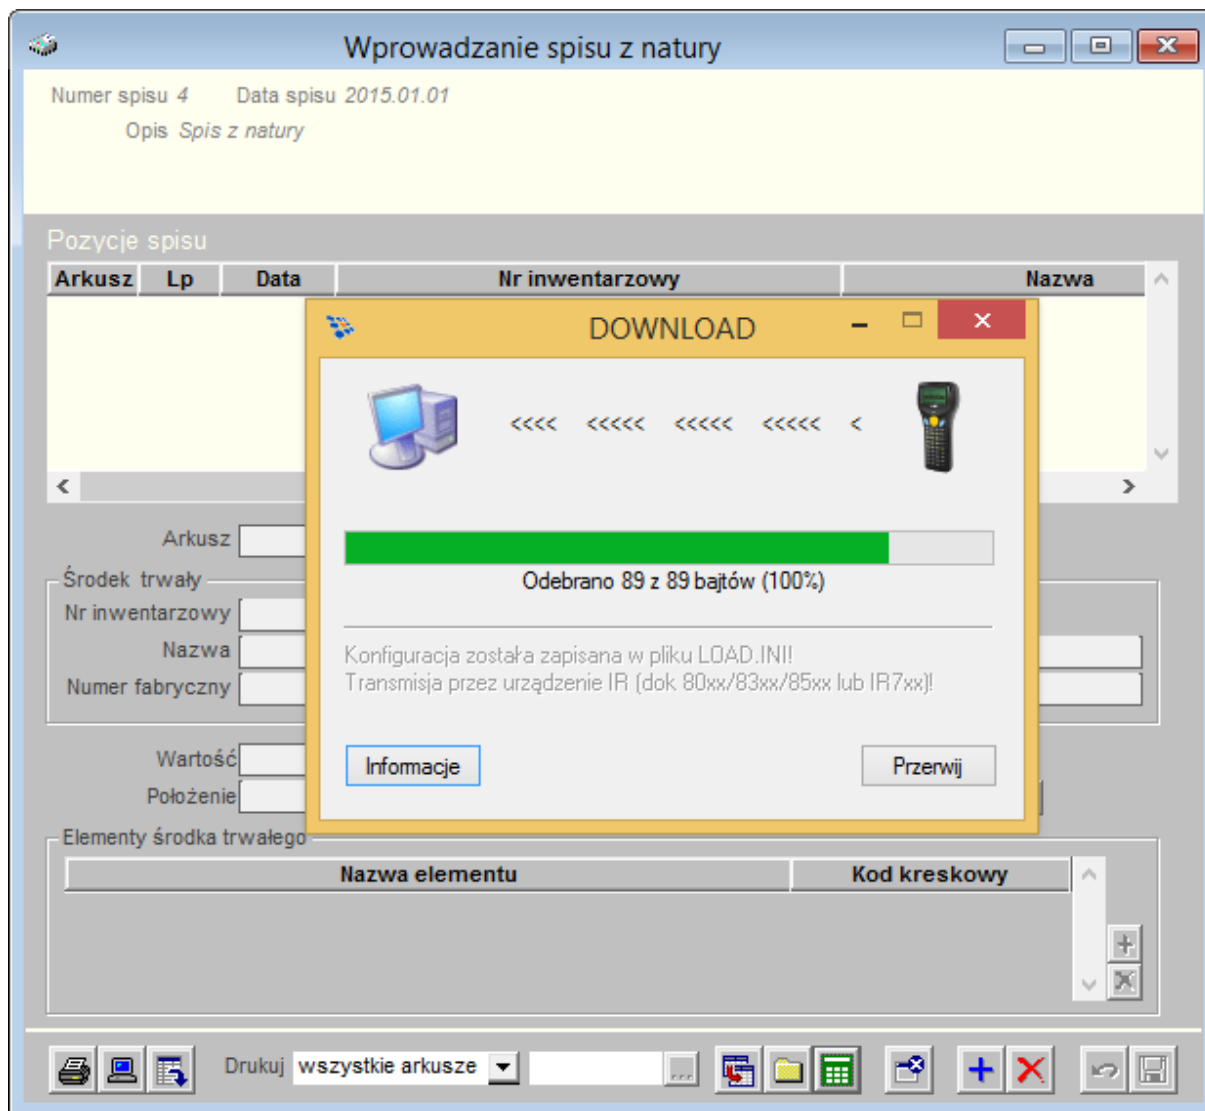 Wprowadzanie spisu z natury
Numer spisu 4 Data spisu 2015.01.01
Opis Spis z natury
Pozycje spisu
Arkusz Lp Data Nr inwentarzowy Nazwa
DOWNLOAD
<<<< <<<<< <<<<< <<<<< <
Odebrano 89 z 89 bajtów (100%)
Konfiguracja została zapisana w pliku LOAD.INI!
Transmisja przez urządzenie IR (dok 80xx/83xx/85xx lub IR7xx)!
Informacje Przerwij
Arkusz
Środek trwały
Nr inwentarzowy
Nazwa
Numer fabryczny
Wartość
Położenie
Elementy środka trwałego
Nazwa elementu Kod kreskowy
Drukuj wszystkie arkusze ...